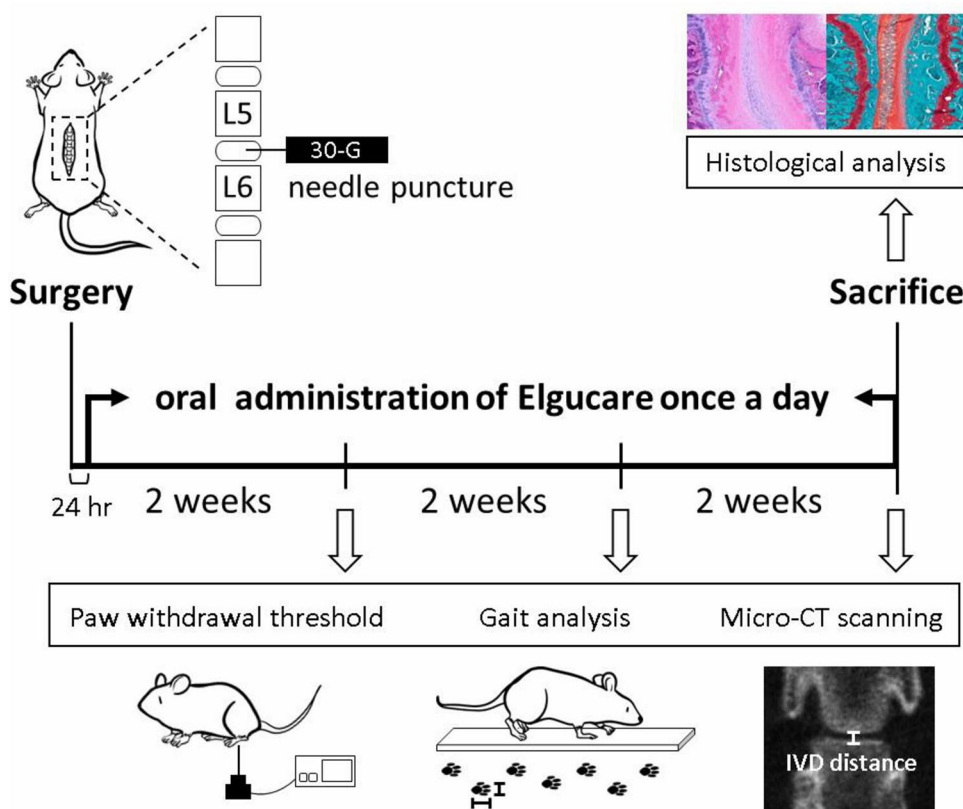 L5
30-G
L6
needle puncture
Histological analysis
Surgery
Sacrifice
oral administration of Elgucare once a day
24 hr
2 weeks
2 weeks
2 weeks
Paw withdrawal threshold
Gait analysis
Micro-CT scanning
IVD distance